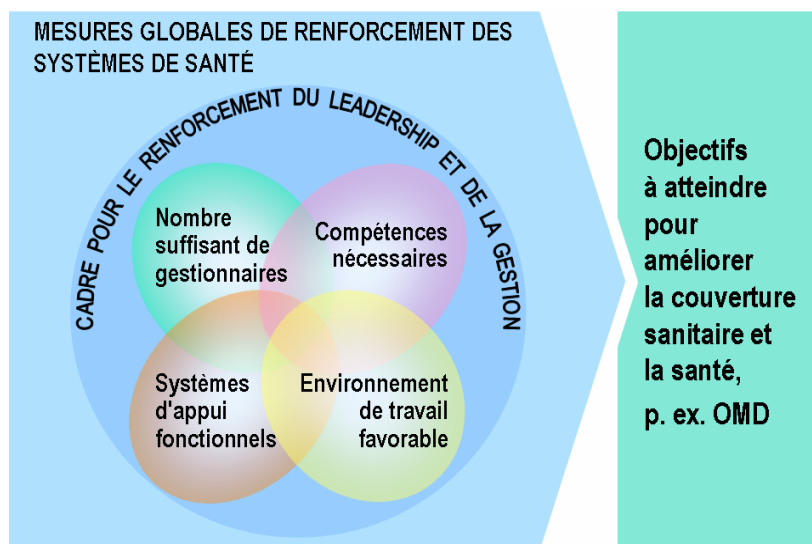 MESURES GLOBALES DE RENFORCEMENT DES
SYSTÈMES DE SANTÉ
CADRE POUR LE RENFORCEMENT DU LEADERSHIP ET DE LA GESTION
Nombre
suffisant de
gestionnaires
Compétences
nécessaires
Systèmes
d'appui
fonctionnels
Environnement
de travail
favorable
Objectifs
à atteindre
pour
améliorer
la couverture
sanitaire et
la santé,
p. ex. OMD